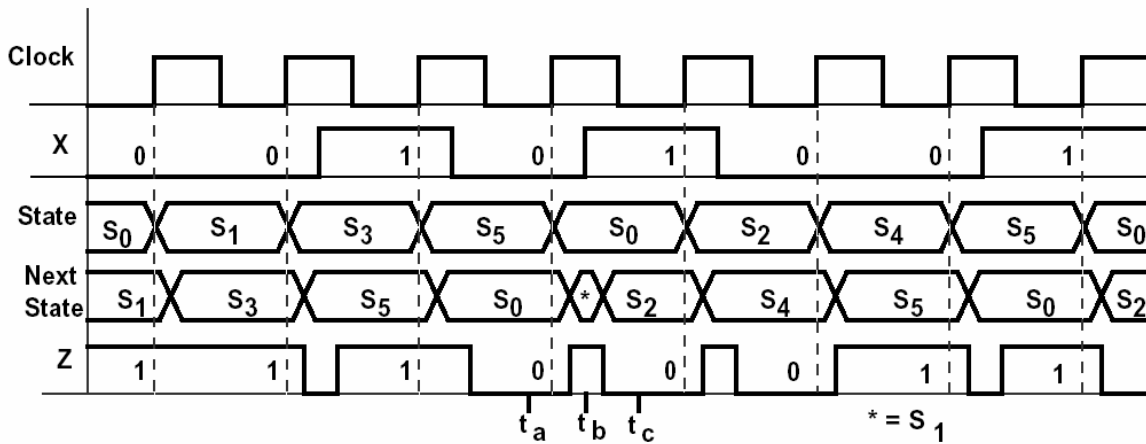 Clock
X 0 0 1 0 1 0 0 1
State S₀ S₁ S₃ S₅ S₀ S₂ S₄ S₅ S₀
Next State S₁ S₃ S₅ S₀ * S₂ S₄ S₅ S₀ S₂
Z 1 1 1 0 0 0 1 1
tₐ t_b t_c * = S₁